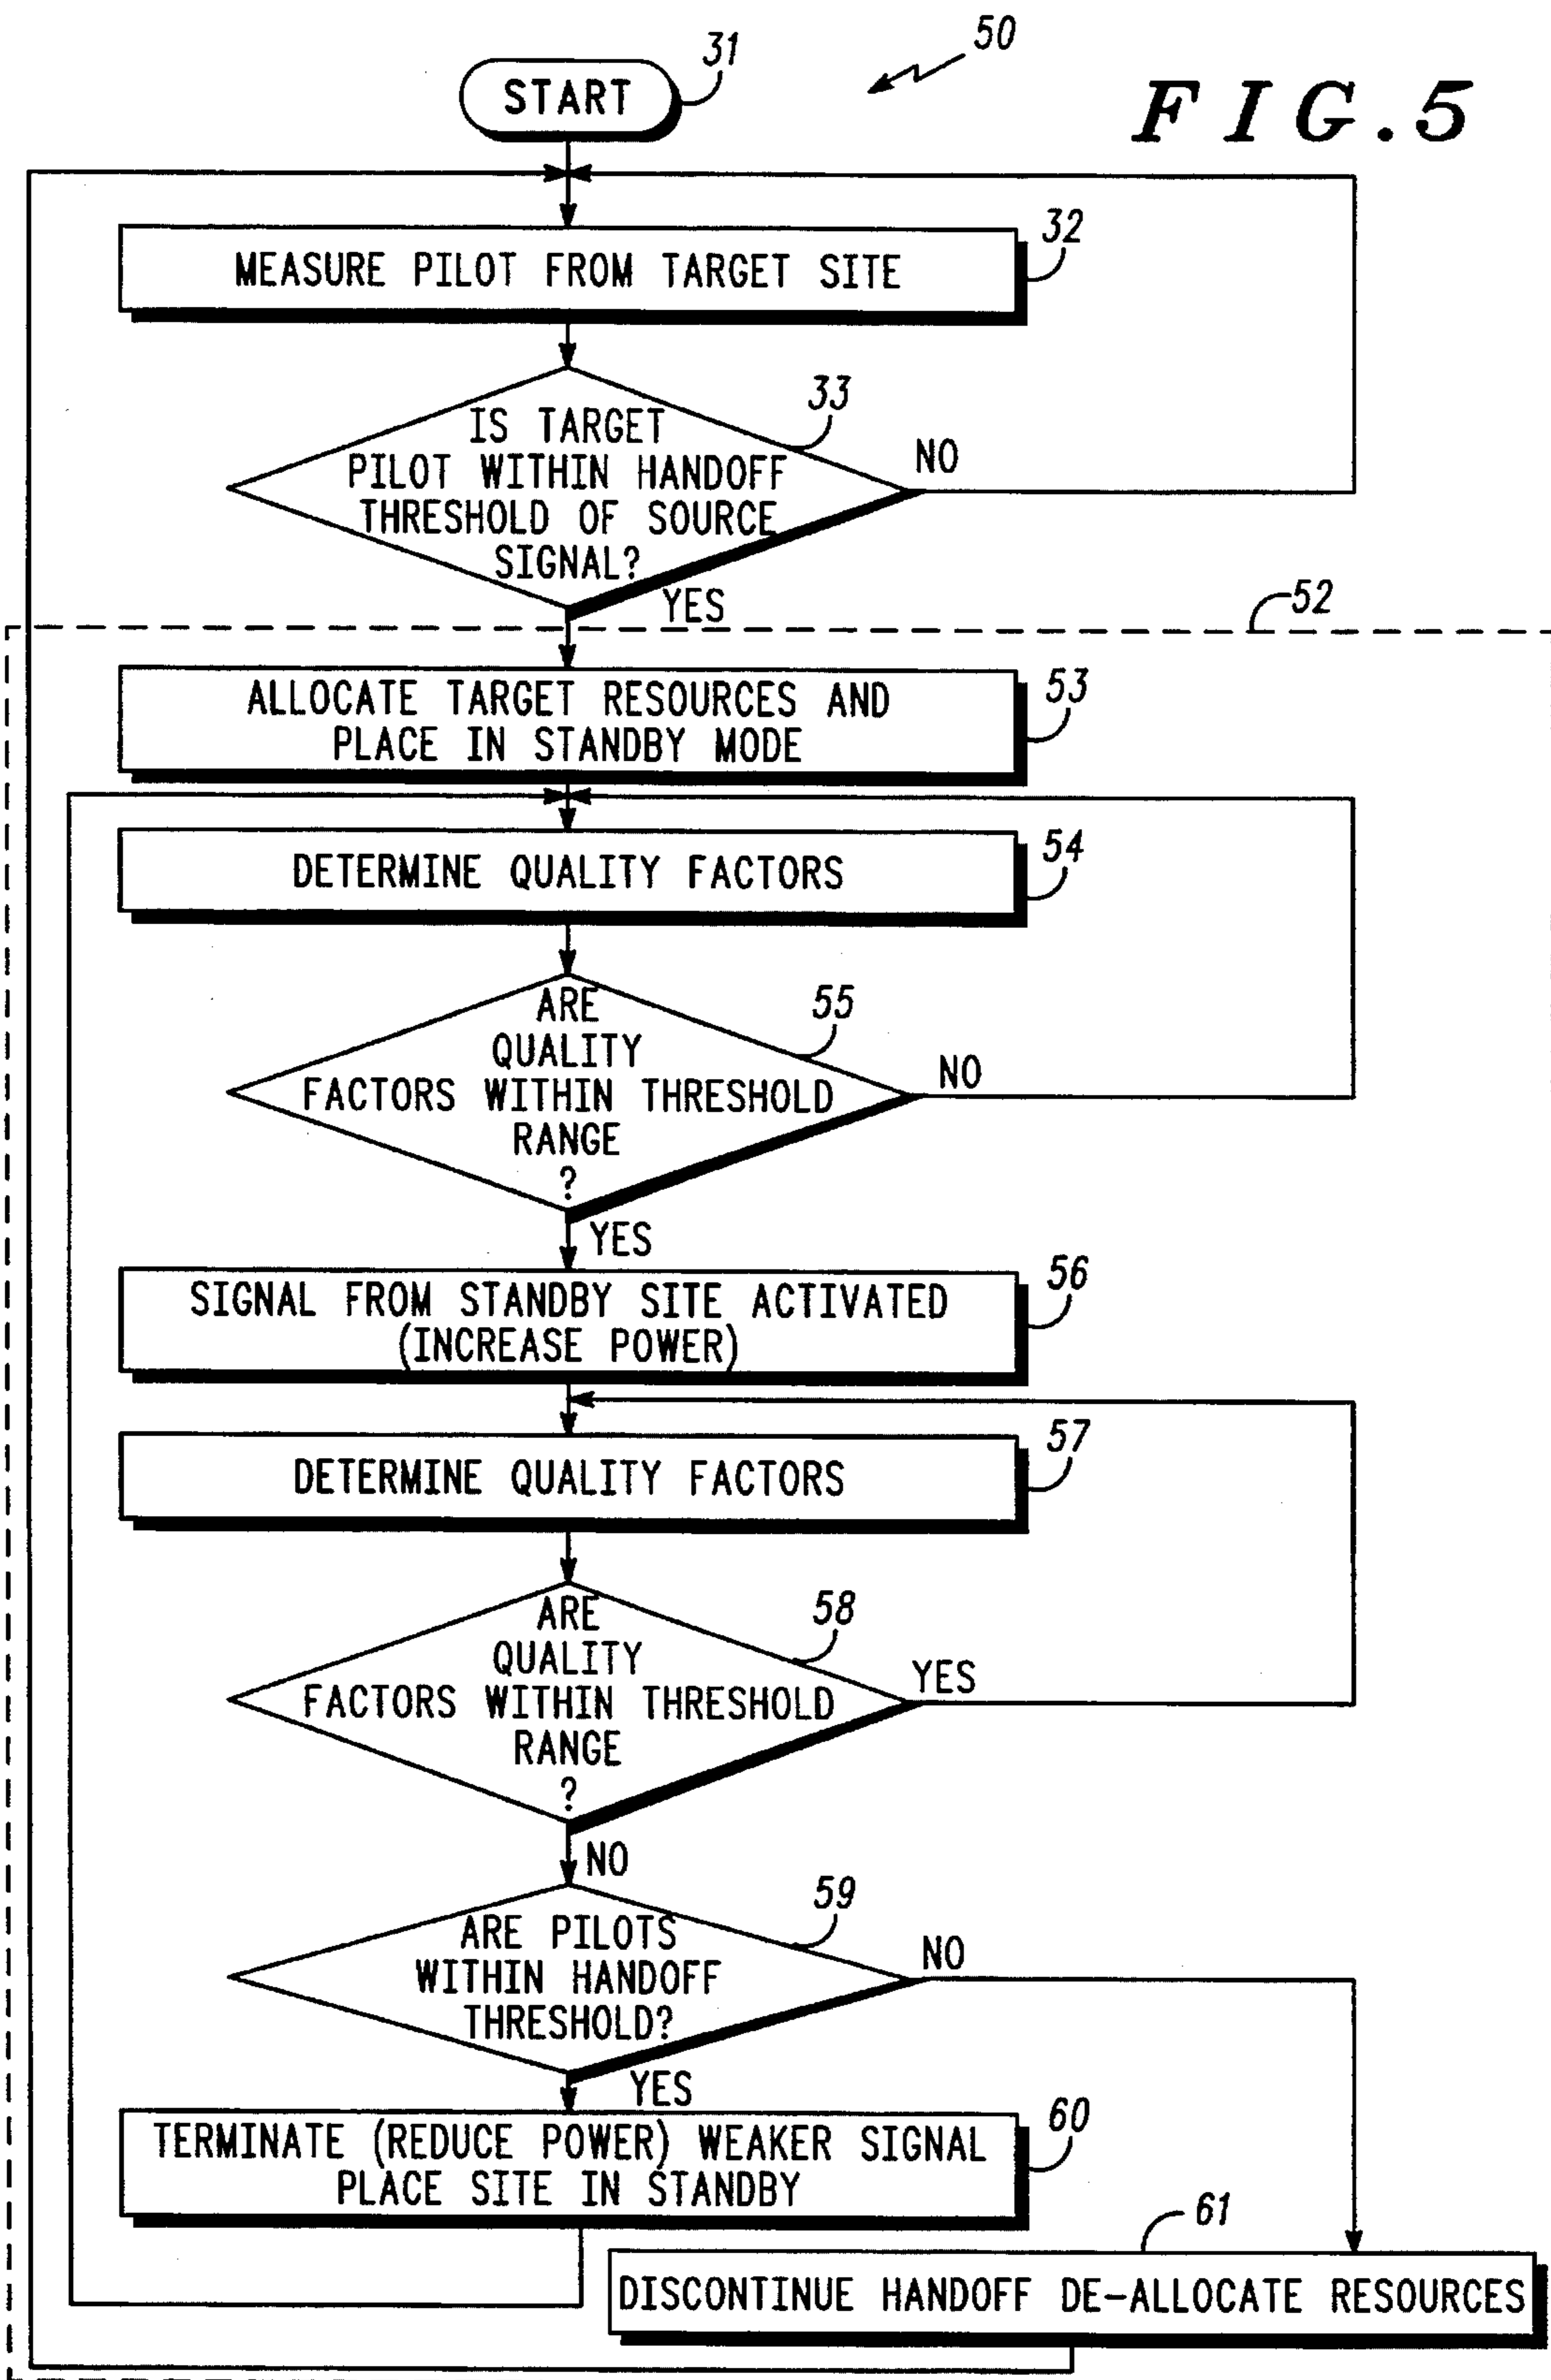 50
31
START
FIG.5
32
MEASURE PILOT FROM TARGET SITE
33
IS TARGET
PILOT WITHIN HANDOFF
THRESHOLD OF SOURCE
SIGNAL?
NO
YES
52
53
ALLOCATE TARGET RESOURCES AND
PLACE IN STANDBY MODE
54
DETERMINE QUALITY FACTORS
55
ARE
QUALITY
FACTORS WITHIN THRESHOLD
RANGE
?
NO
YES
56
SIGNAL FROM STANDBY SITE ACTIVATED
(INCREASE POWER)
57
DETERMINE QUALITY FACTORS
58
ARE
QUALITY
FACTORS WITHIN THRESHOLD
RANGE
?
YES
NO
59
ARE PILOTS
WITHIN HANDOFF
THRESHOLD?
NO
YES
60
TERMINATE (REDUCE POWER) WEAKER SIGNAL
PLACE SITE IN STANDBY
61
DISCONTINUE HANDOFF DE-ALLOCATE RESOURCES